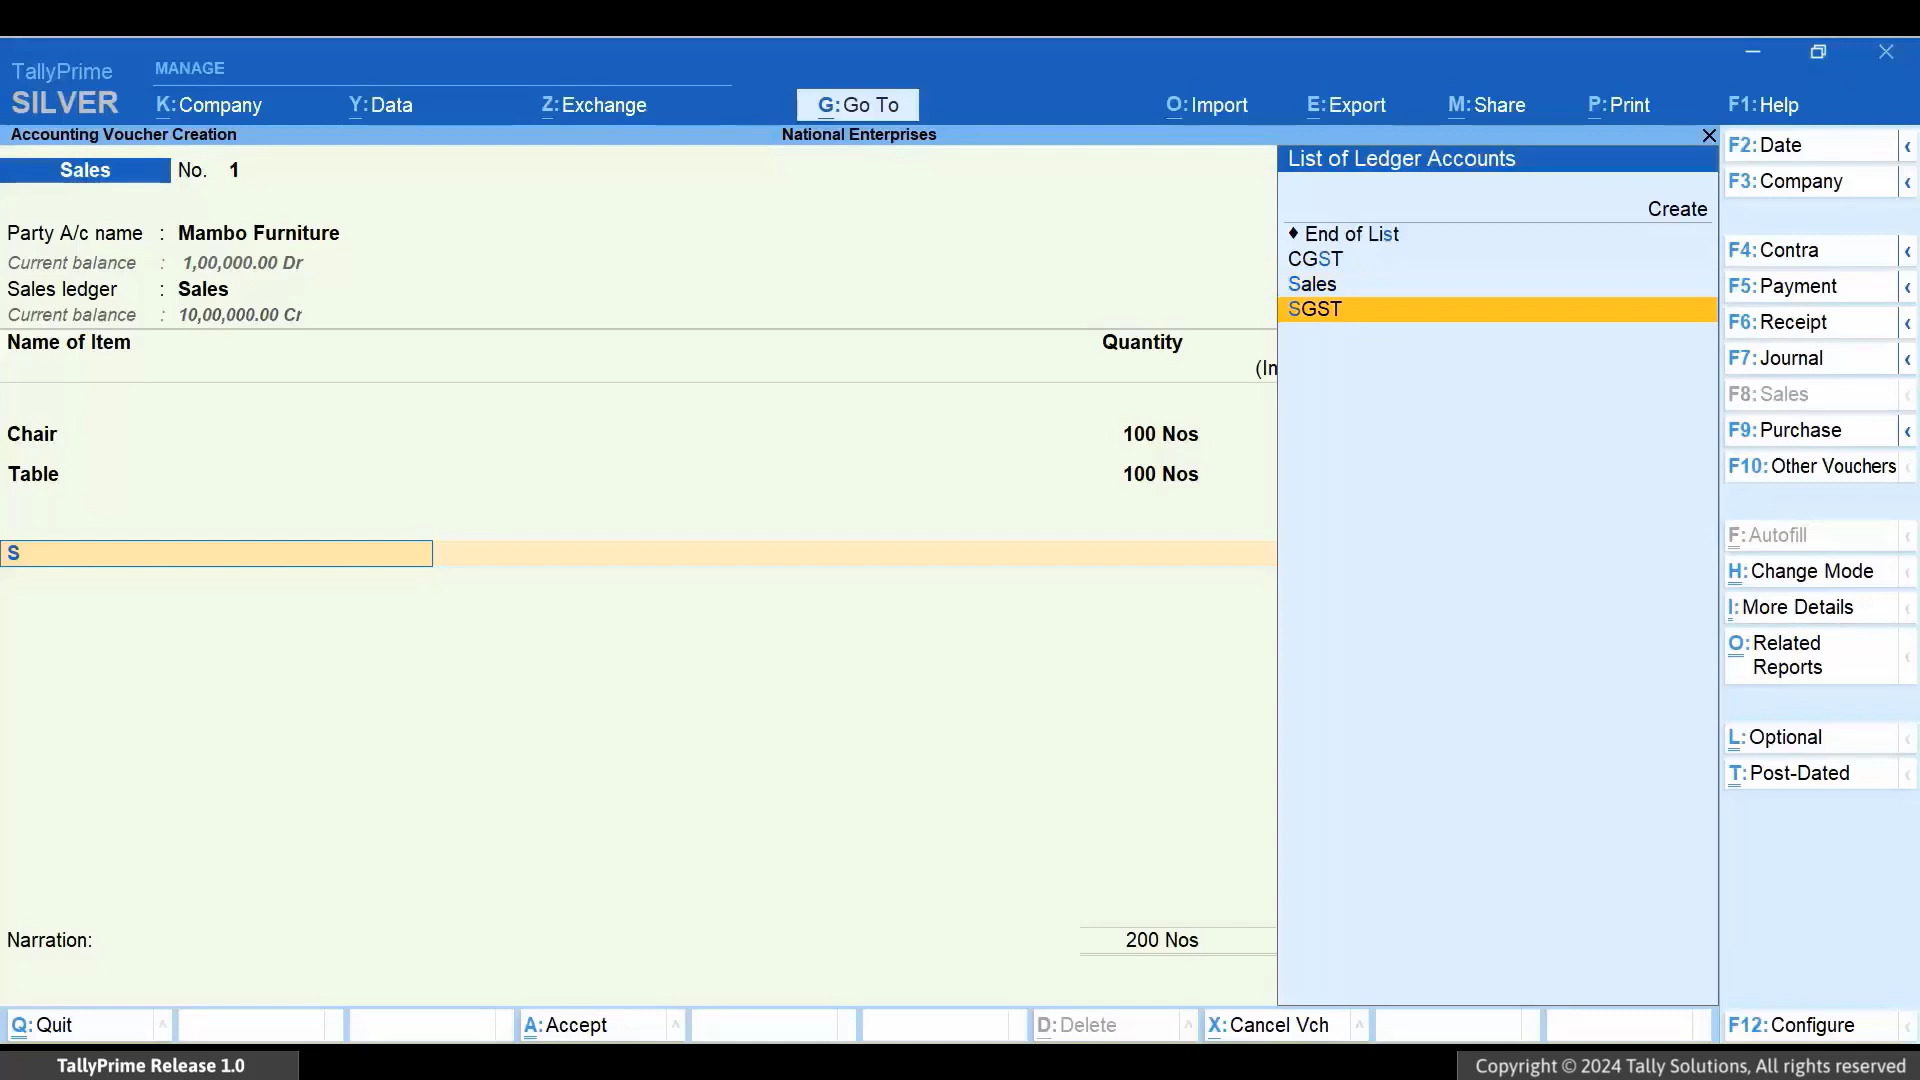 TallyPrime
SILVER
MANAGE
K:Company Y:Data Z:Exchange G:Go To O:Import E:Export M:Share P:Print F1:Help
Accounting Voucher Creation National Enterprises
Sales No. 1
Party A/c name : Mambo Furniture
Current balance : 1,00,000.00 Dr
Sales ledger : Sales
Current balance : 10,00,000.00 Cr
Name of Item Quantity
(In
Chair 100 Nos
Table 100 Nos
S
Narration: 200 Nos
List of Ledger Accounts
Create
♦ End of List
CGST
Sales
SGST
F2:Date
F3:Company
F4:Contra
F5:Payment
F6:Receipt
F7:Journal
F8:Sales
F9:Purchase
F10:Other Vouchers
F:Autofill
H:Change Mode
I:More Details
O:Related
Reports
L:Optional
T:Post-Dated
Q:Quit A:Accept D:Delete X:Cancel Vch F12:Configure
TallyPrime Release 1.0 Copyright © 2024 Tally Solutions, All rights reserved